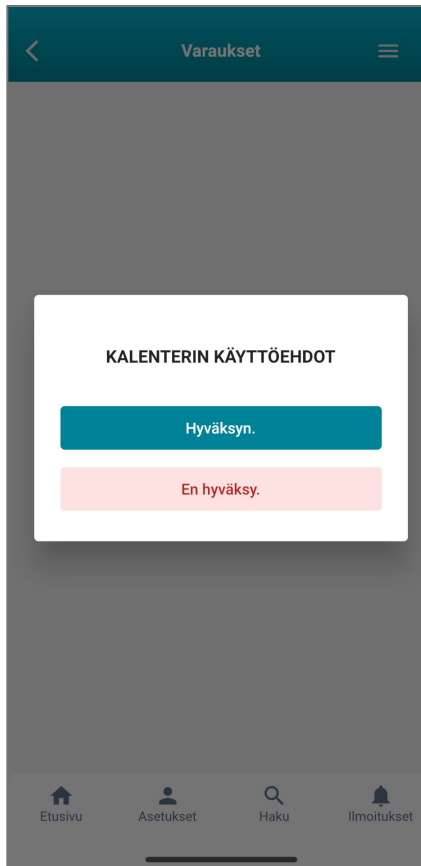 Varaukset
KALENTERIN KÄYTTÖEHDOT
Hyväksyn.
En hyväksy.
Etusivu Asetukset Haku Ilmoitukset